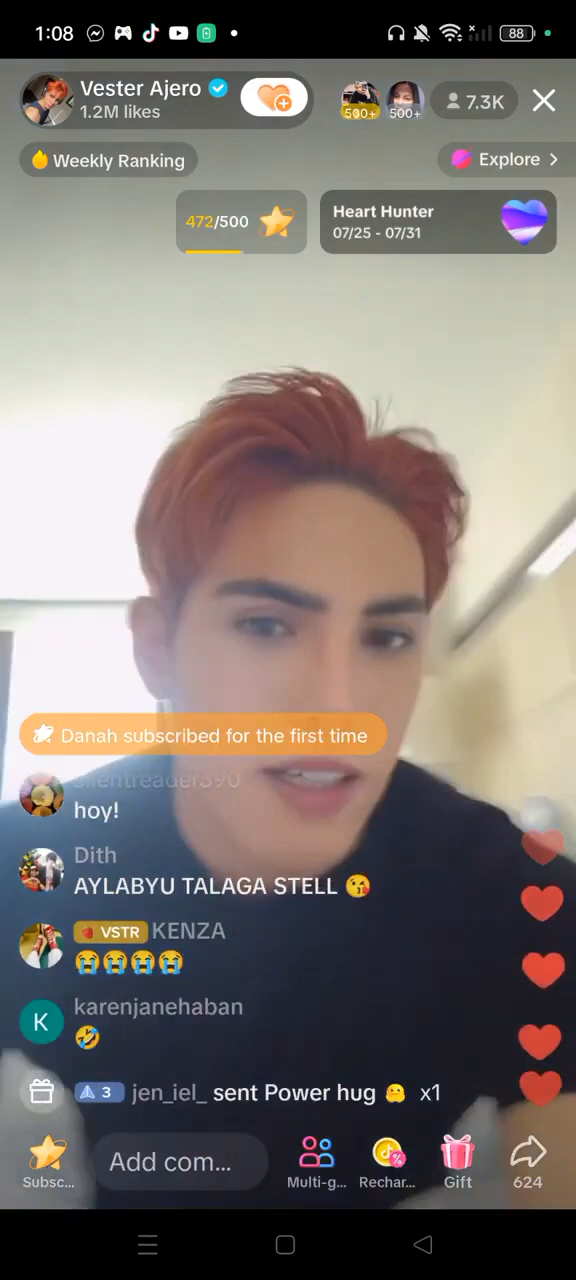 1:08
88
Vester Ajero
1.2M likes
500+
500+
7.3K
Weekly Ranking
Explore >
472/500
Heart Hunter
07/25 - 07/31
Danah subscribed for the first time
silentreader390
hoy!
Dith
AYLABYU TALAGA STELL 😘
VSTR KENZA
😭😭😭😭
K
karenjanehaban
🤣
3 jen_iel_ sent Power hug 🤗 x1
Add com...
Subsc...
Multi-g...
Rechar...
Gift
624